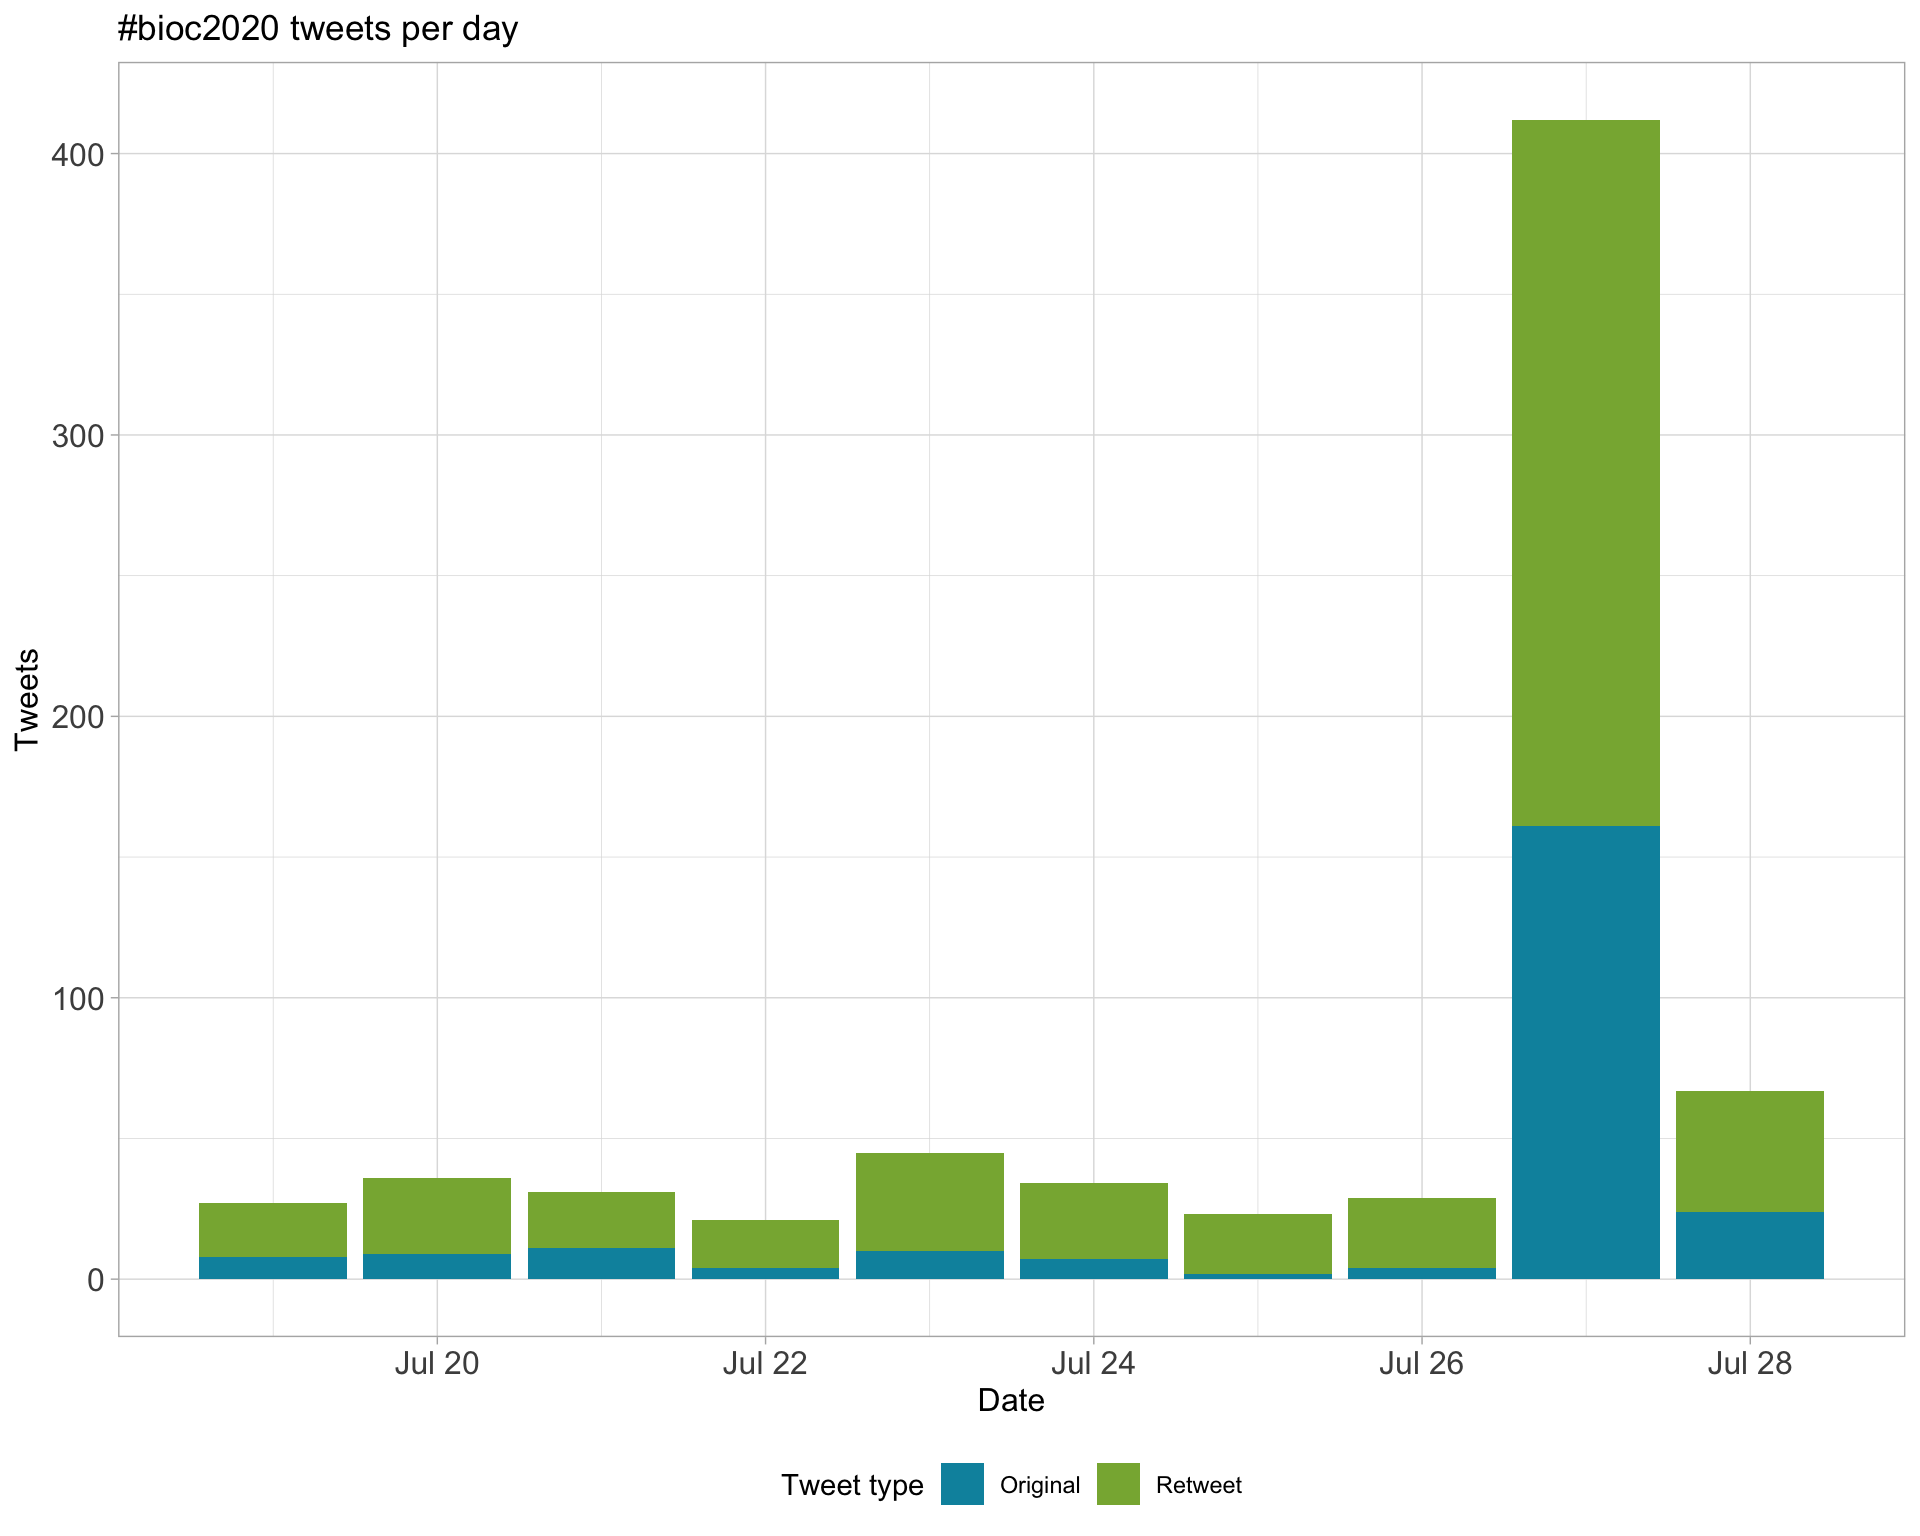 #bioc2020 tweets per day
Tweets
400
300
200
100
0
Jul 20 Jul 22 Jul 24 Jul 26 Jul 28
Date
Tweet type Original Retweet